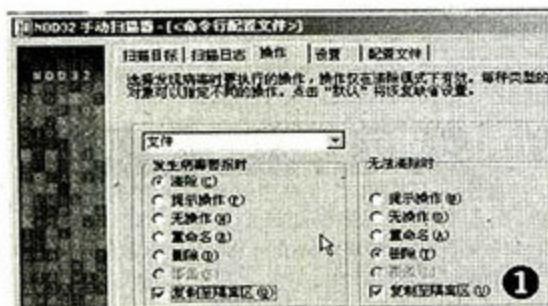 NOD32 手动扫描器 - [<命令行配置文件>]
扫描目标 扫描日志 操作 设置 配置文件
NOD32
选择发现病毒时要执行的操作，操作仅在清除模式下有效。每种类型的
对象可以指定不同的操作。点击“默认”将恢复缺省设置。
文件
发生病毒警报时
清除(C)
提示操作(P)
无操作(N)
重命名(R)
删除(D)
复制至隔离区(Q)
无法清除时
提示操作(M)
无操作(O)
重命名(A)
删除(T)
复制至隔离区(U)
1